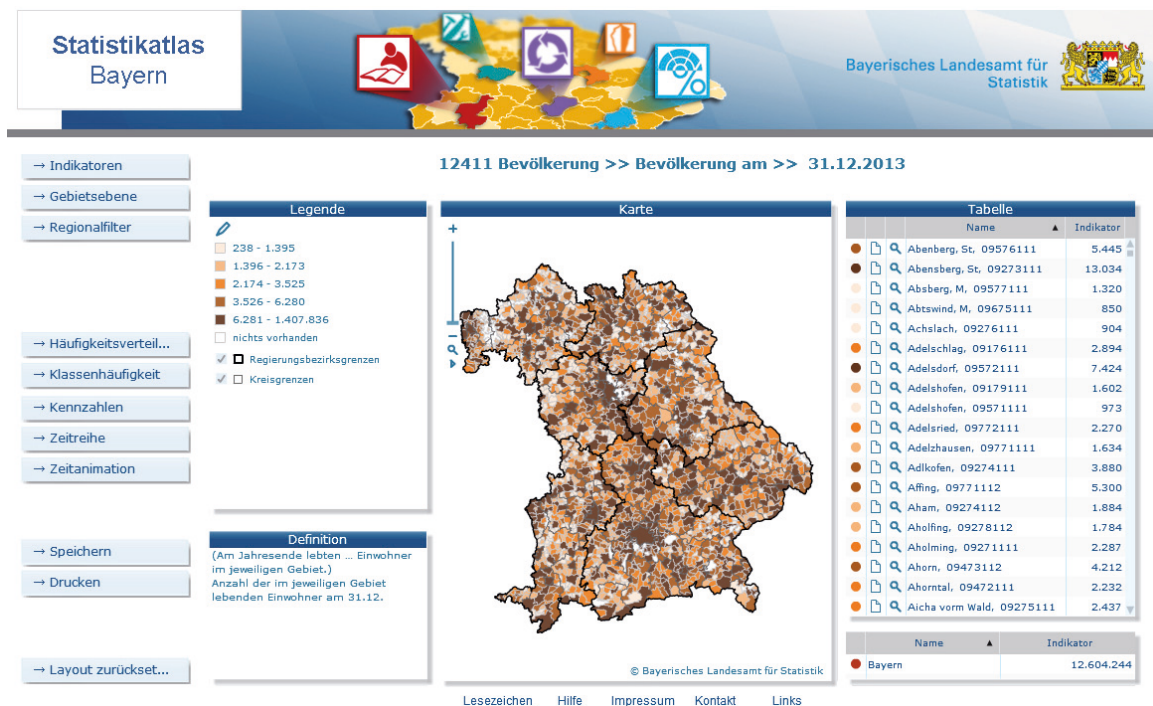 Statistikatlas
Bayern
Bayerisches Landesamt für
Statistik
→ Indikatoren
→ Gebietsebene
→ Regionalfilter
→ Häufigkeitsverteil...
→ Klassenhäufigkeit
→ Kennzahlen
→ Zeitreihe
→ Zeitanimation
→ Speichern
→ Drucken
→ Layout zurückset...
12411 Bevölkerung >> Bevölkerung am >> 31.12.2013
Legende
238 - 1.395
1.396 - 2.173
2.174 - 3.525
3.526 - 6.280
6.281 - 1.407.836
nichts vorhanden
Regierungsbezirksgrenzen
Kreisgrenzen
Definition
(Am Jahresende lebten ... Einwohner
im jeweiligen Gebiet.)
Anzahl der im jeweiligen Gebiet
lebenden Einwohner am 31.12.
Karte
+
−
© Bayerisches Landesamt für Statistik
Tabelle
Name ▲ Indikator
Abenberg, St, 09576111 5.445
Abensberg, St, 09273111 13.034
Absberg, M, 09577111 1.320
Abtswind, M, 09675111 850
Achslach, 09276111 904
Adelschlag, 09176111 2.894
Adelsdorf, 09572111 7.424
Adelshofen, 09179111 1.602
Adelshofen, 09571111 973
Adelsried, 09772111 2.270
Adelzhausen, 09771111 1.634
Adlkofen, 09274111 3.880
Affing, 09771112 5.300
Aham, 09274112 1.884
Aholfing, 09278112 1.784
Aholming, 09271111 2.287
Ahorn, 09473112 4.212
Ahorntal, 09472111 2.232
Aicha vorm Wald, 09275111 2.437
Name ▲ Indikator
Bayern 12.604.244
Lesezeichen Hilfe Impressum Kontakt Links